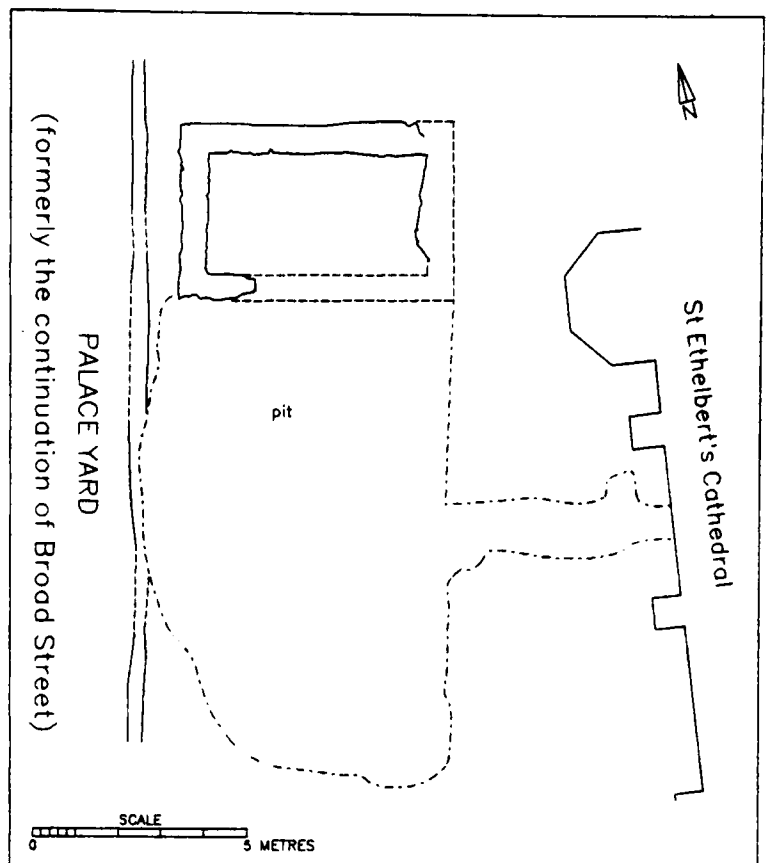 N
St Ethelbert's Cathedral
pit
PALACE YARD
(formerly the continuation of Broad Street)
SCALE
0 5 METRES